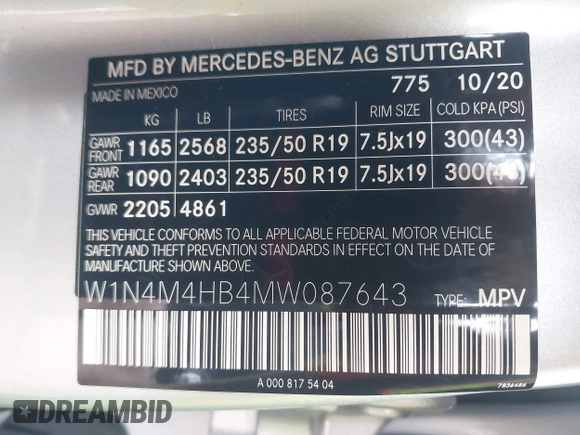 MFD BY MERCEDES-BENZ AG STUTTGART
MADE IN MEXICO 775 10/20
KG LB TIRES RIM SIZE COLD KPA (PSI)
GAWR FRONT 1165 2568 235/50 R19 7.5Jx19 300(43)
GAWR REAR 1090 2403 235/50 R19 7.5Jx19 300(43)
GVWR 2205 4861
THIS VEHICLE CONFORMS TO ALL APPLICABLE FEDERAL MOTOR VEHICLE
SAFETY AND THEFT PREVENTION STANDARDS IN EFFECT ON THE DATE
OF MANUFACTURE SHOWN ABOVE.
W1N4M4HB4MW087643 TYPE: MPV
A 000 817 54 04 7836486
DREAMBID